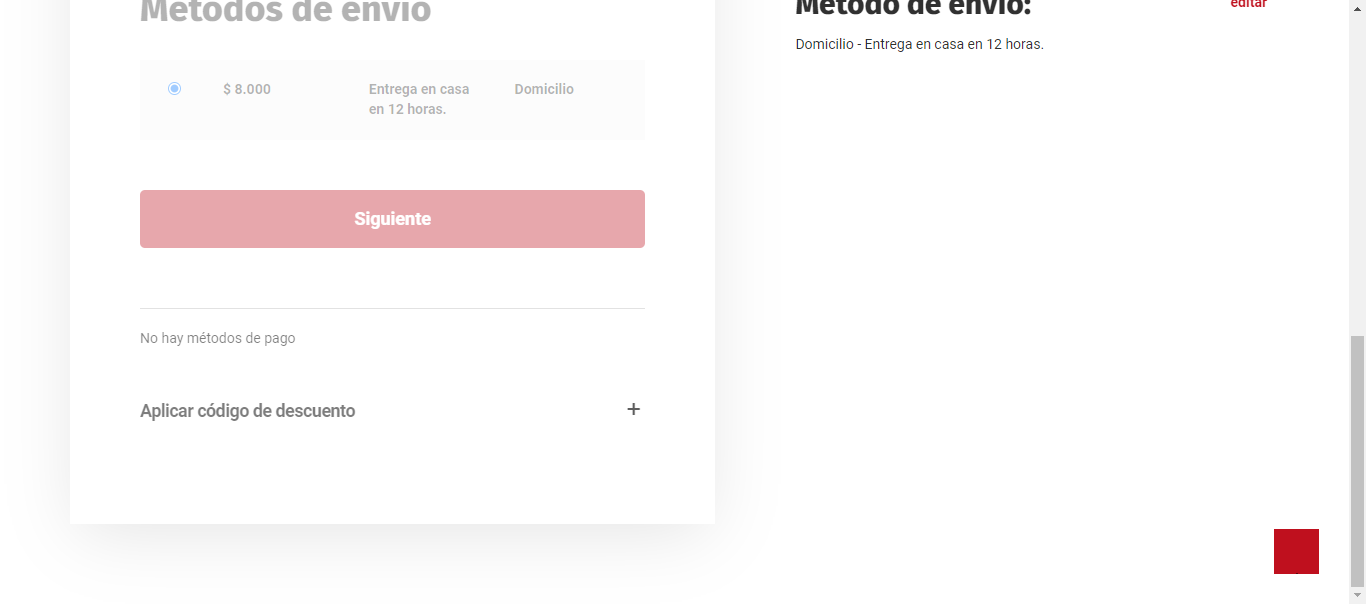 Métodos de envío
$ 8.000
Entrega en casa
en 12 horas.
Domicilio
Siguiente
No hay métodos de pago
Aplicar código de descuento
+
Método de envío:
editar
Domicilio - Entrega en casa en 12 horas.